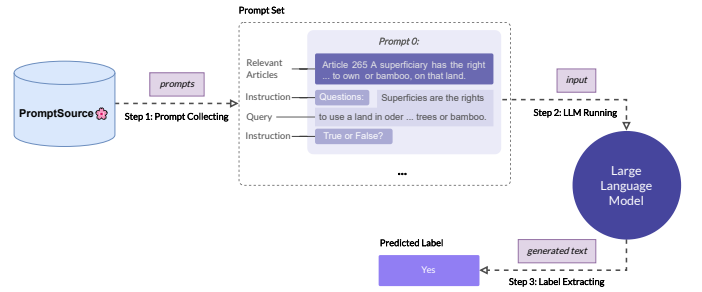 Prompt Set
Prompt 0:
Relevant
Articles
Article 265 A superficiary has the right
... to own or bamboo, on that land.
Instruction
Questions:
Superficies are the rights
Query
to use a land in oder ... trees or bamboo.
Instruction
True or False?
...
PromptSource
prompts
Step 1: Prompt Collecting
input
Step 2: LLM Running
Large
Language
Model
generated text
Step 3: Label Extracting
Predicted Label
Yes